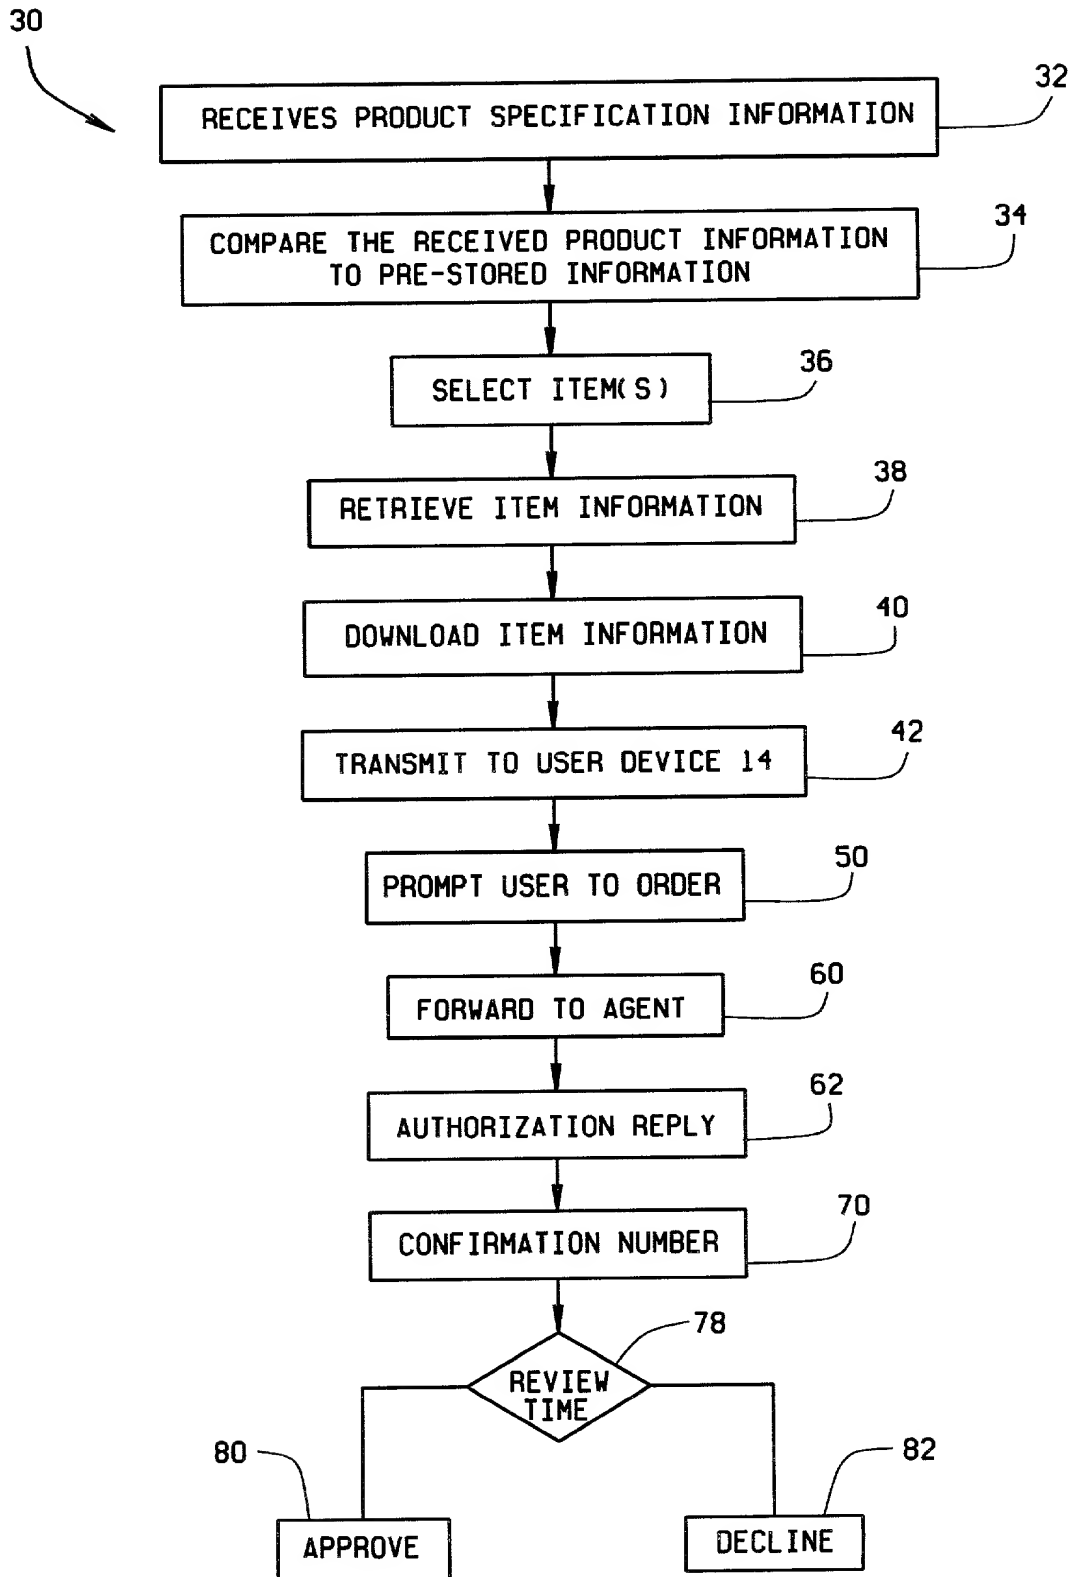 30
RECEIVES PRODUCT SPECIFICATION INFORMATION
32
COMPARE THE RECEIVED PRODUCT INFORMATION
TO PRE-STORED INFORMATION
34
SELECT ITEM(S)
36
RETRIEVE ITEM INFORMATION
38
DOWNLOAD ITEM INFORMATION
40
TRANSMIT TO USER DEVICE 14
42
PROMPT USER TO ORDER
50
FORWARD TO AGENT
60
AUTHORIZATION REPLY
62
CONFIRMATION NUMBER
70
REVIEW
TIME
78
80
APPROVE
82
DECLINE